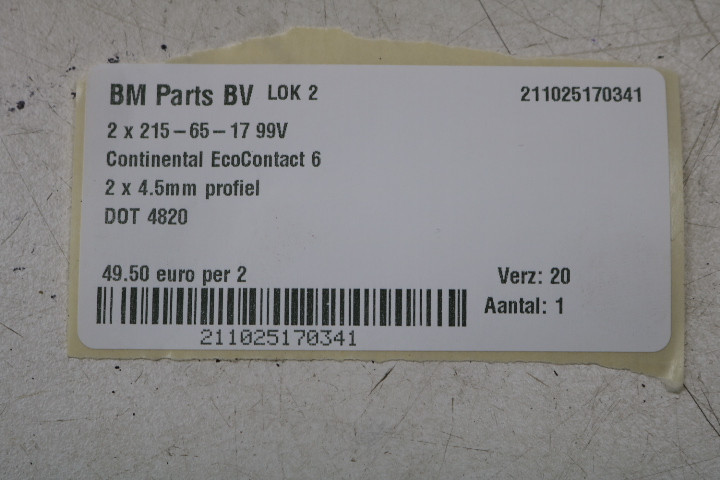 BM Parts BV LOK 2 211025170341
2 x 215-65-17 99V
Continental EcoContact 6
2 x 4.5mm profiel
DOT 4820
49.50 euro per 2 Verz: 20
Aantal: 1
211025170341